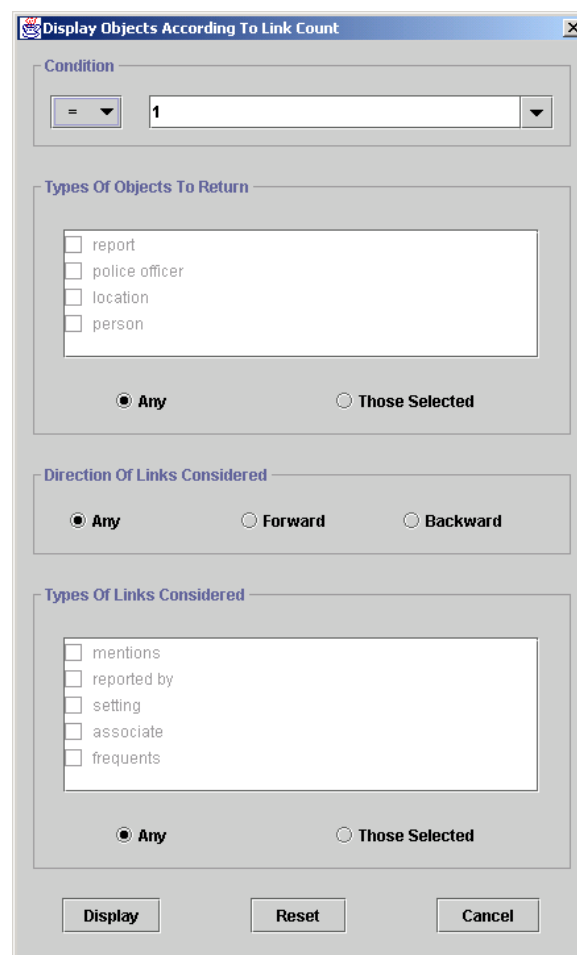 Display Objects According To Link Count
Condition
= 1
Types Of Objects To Return
report
police officer
location
person
Any Those Selected
Direction Of Links Considered
Any Forward Backward
Types Of Links Considered
mentions
reported by
setting
associate
frequents
Any Those Selected
Display Reset Cancel